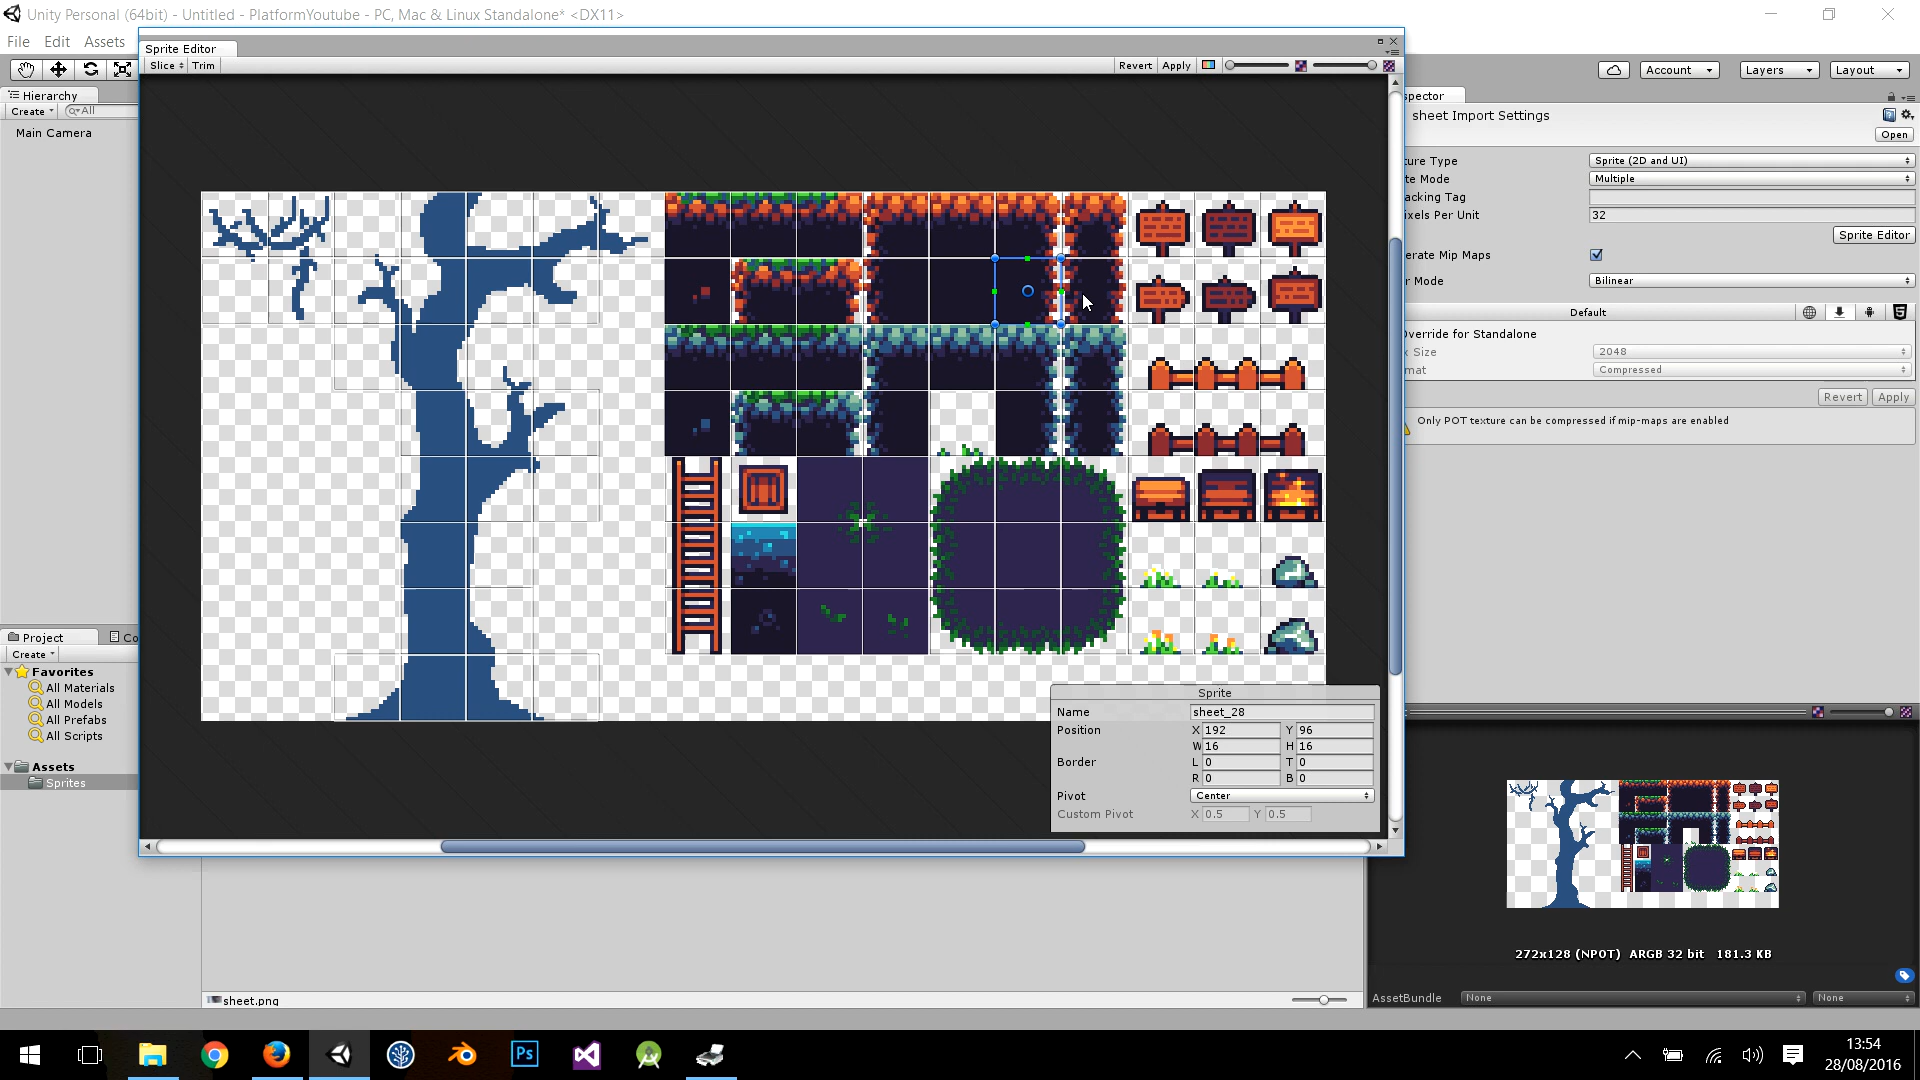 Unity Personal (64bit) - Untitled - PlatformYoutube - PC, Mac & Linux Standalone* <DX11>
File Edit Assets
Sprite Editor
Slice Trim
Revert Apply
Account Layers Layout
Hierarchy
Create All
Main Camera
spector
sheet Import Settings
Open
ure Type Sprite (2D and UI)
te Mode Multiple
acking Tag
ixels Per Unit 32
Sprite Editor
erate Mip Maps
r Mode Bilinear
Default
Override for Standalone
x Size 2048
mat Compressed
Revert Apply
Only POT texture can be compressed if mip-maps are enabled
Project Co
Create
Favorites
All Materials
All Models
All Prefabs
All Scripts
Assets
Sprites
Sprite
Name sheet_28
Position X 192 Y 96
W 16 H 16
Border L 0 T 0
R 0 B 0
Pivot Center
Custom Pivot X 0.5 Y 0.5
272x128 (NPOT) ARGB 32 bit 181.3 KB
AssetBundle None None
sheet.png
Ps
13:54
28/08/2016